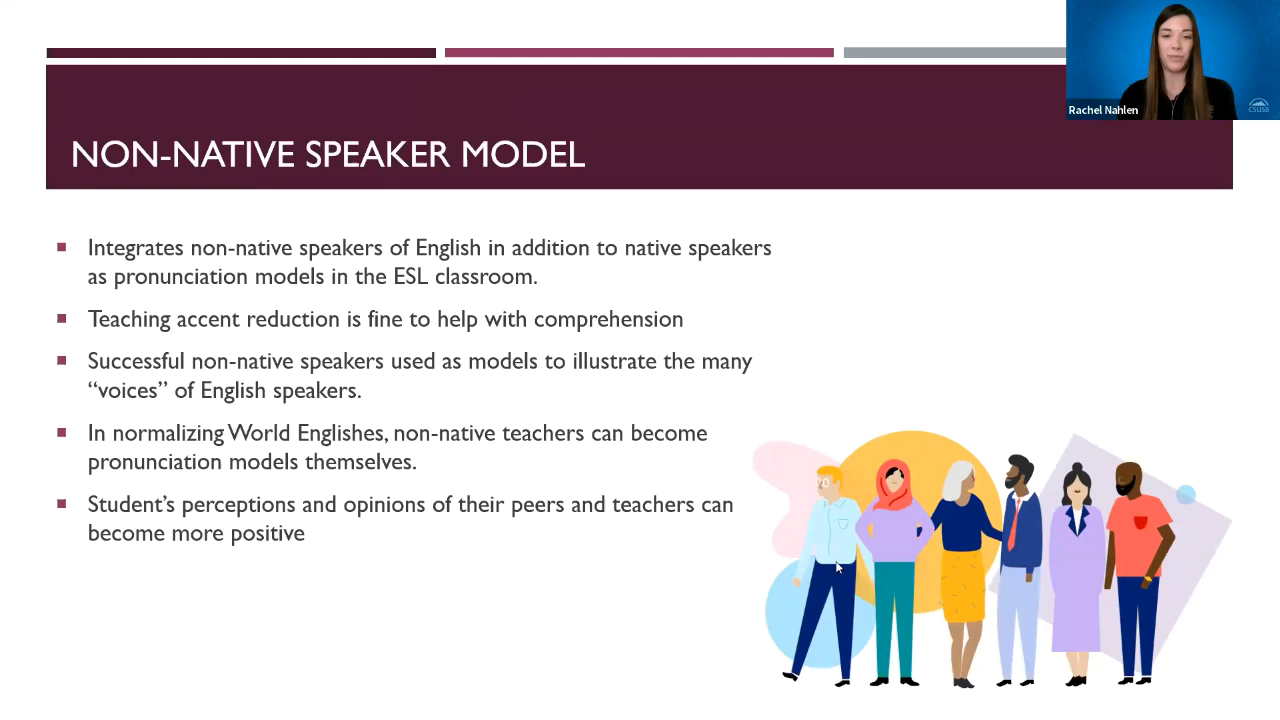 Rachel Nahlen
CSUSB
NON-NATIVE SPEAKER MODEL
▪ Integrates non-native speakers of English in addition to native speakers
as pronunciation models in the ESL classroom.
▪ Teaching accent reduction is fine to help with comprehension
▪ Successful non-native speakers used as models to illustrate the many
“voices” of English speakers.
▪ In normalizing World Englishes, non-native teachers can become
pronunciation models themselves.
▪ Student’s perceptions and opinions of their peers and teachers can
become more positive